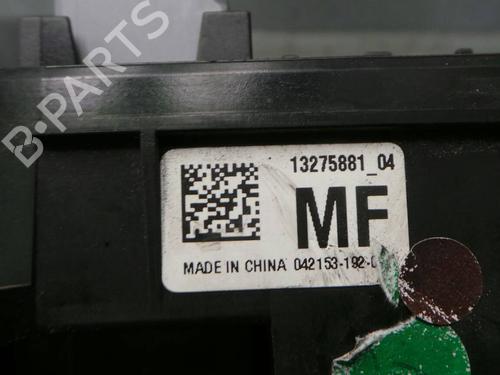 B-PARTS
13275881_04
MF
MADE IN CHINA 042153-192-